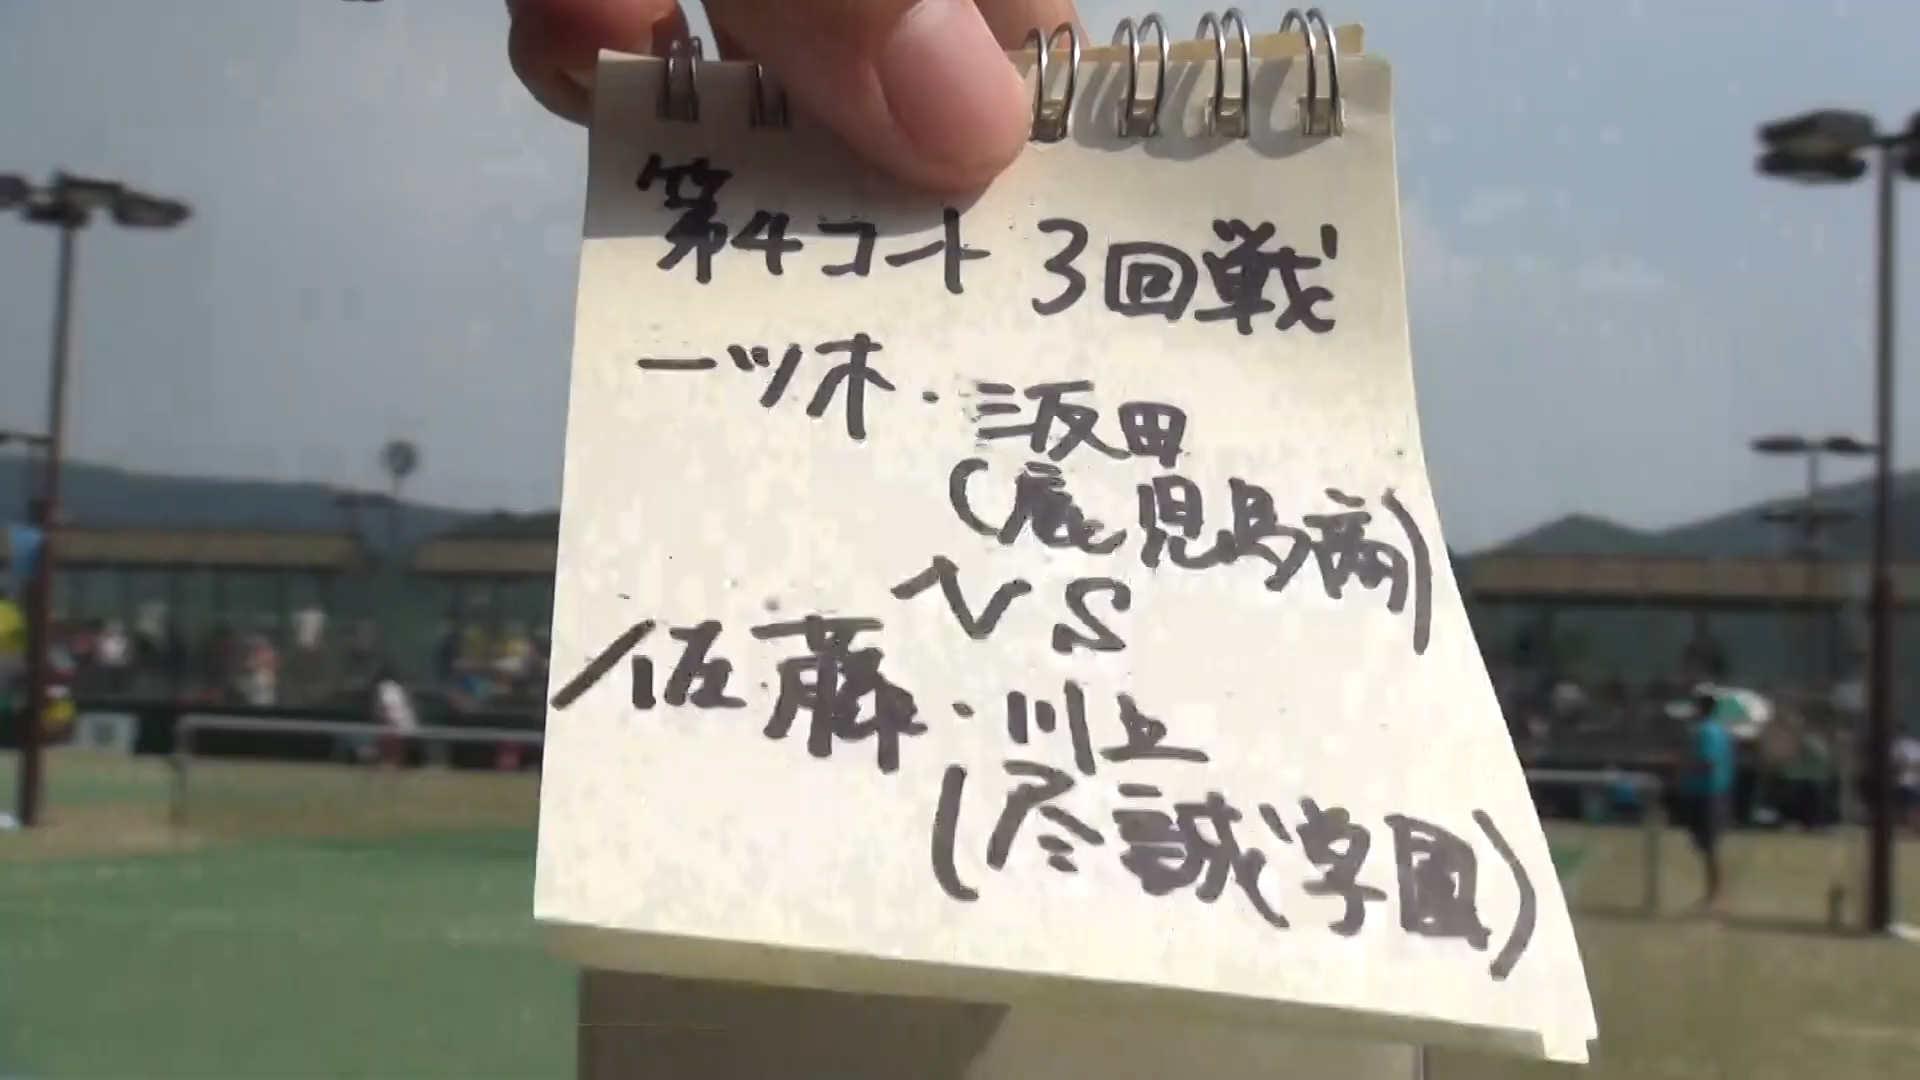 第4コート 3回戦
一ツ木・坂田
(鹿児島商)
VS
佐藤・川上
(尽誠学園)